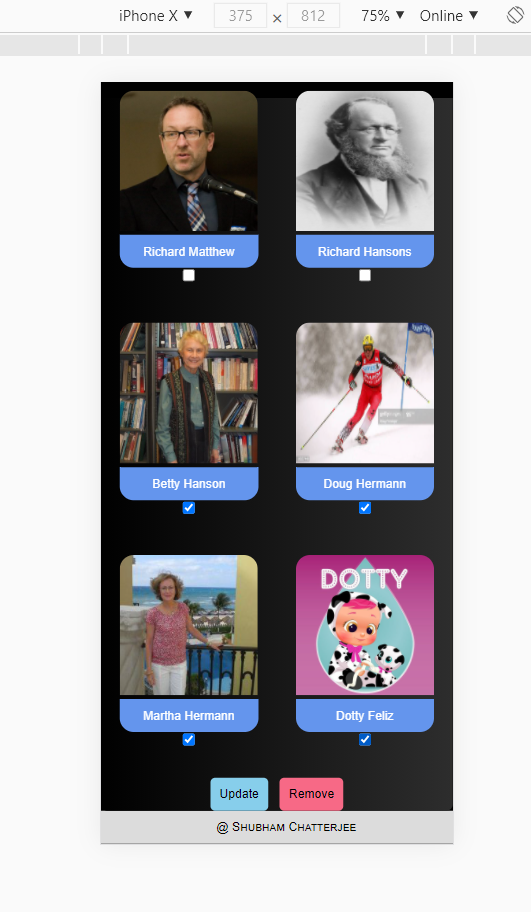 iPhone X ▼ 375 × 812 75% ▼ Online ▼
Richard Matthew Richard Hansons
Betty Hanson Doug Hermann
DOTTY
Martha Hermann Dotty Feliz
Update Remove
@ Shubham Chatterjee